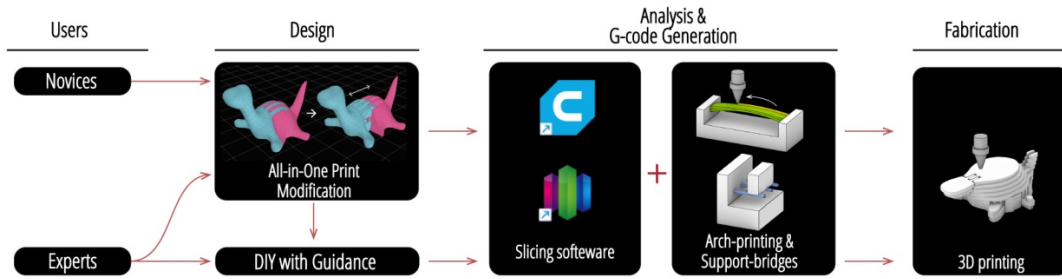 Users
Design
Analysis &
G-code Generation
Fabrication
Novices
Experts
All-in-One Print
Modification
DIY with Guidance
Slicing softeware
+
Arch-printing &
Support-bridges
3D printing